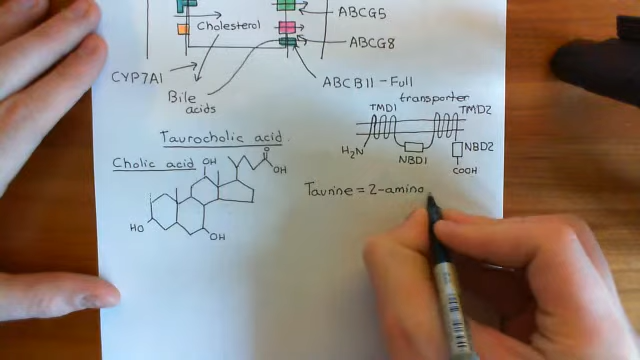 ABCG5
Cholesterol
ABCG8
CYP7A1
ABCB11 - Full
transporter
Bile
acids
TMD1
TMD2
Taurocholic acid
H₂N
NBD1
NBD2
COOH
Cholic acid
OH
O
OH
HO
OH
Taurine = 2-amino